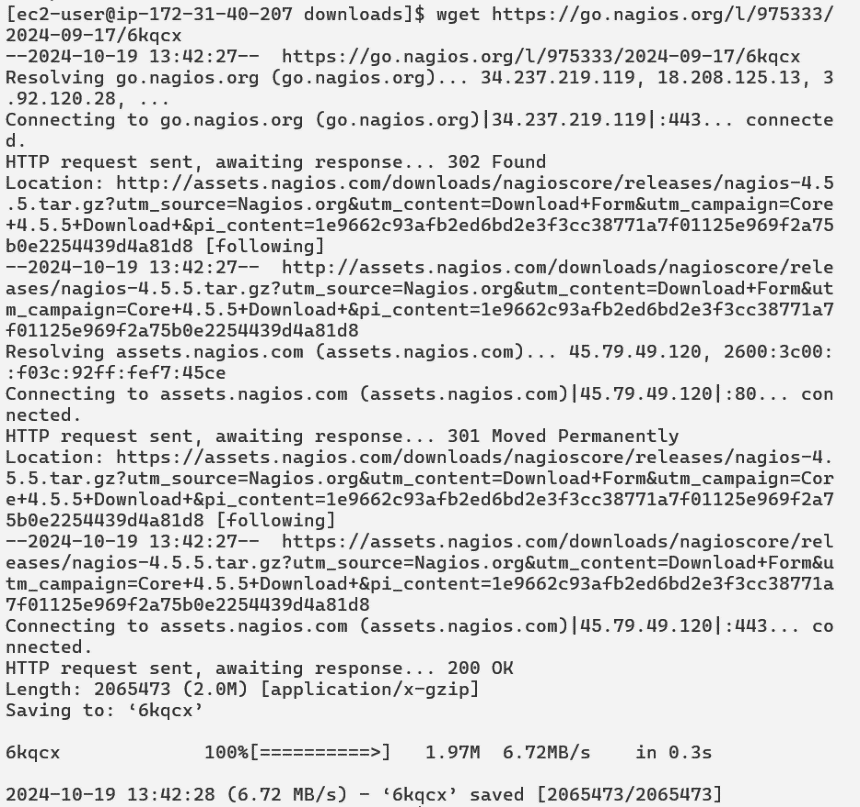 [ec2-user@ip-172-31-40-207 downloads]$ wget https://go.nagios.org/l/975333/
2024-09-17/6kqcx
--2024-10-19 13:42:27--  https://go.nagios.org/l/975333/2024-09-17/6kqcx
Resolving go.nagios.org (go.nagios.org)... 34.237.219.119, 18.208.125.13, 3
.92.120.28, ...
Connecting to go.nagios.org (go.nagios.org)|34.237.219.119|:443... connecte
d.
HTTP request sent, awaiting response... 302 Found
Location: http://assets.nagios.com/downloads/nagioscore/releases/nagios-4.5
.5.tar.gz?utm_source=Nagios.org&utm_content=Download+Form&utm_campaign=Core
+4.5.5+Download+&pi_content=1e9662c93afb2ed6bd2e3f3cc38771a7f01125e969f2a75
b0e2254439d4a81d8 [following]
--2024-10-19 13:42:27--  http://assets.nagios.com/downloads/nagioscore/rele
ases/nagios-4.5.5.tar.gz?utm_source=Nagios.org&utm_content=Download+Form&ut
m_campaign=Core+4.5.5+Download+&pi_content=1e9662c93afb2ed6bd2e3f3cc38771a7
f01125e969f2a75b0e2254439d4a81d8
Resolving assets.nagios.com (assets.nagios.com)... 45.79.49.120, 2600:3c00:
:f03c:92ff:fef7:45ce
Connecting to assets.nagios.com (assets.nagios.com)|45.79.49.120|:80... con
nected.
HTTP request sent, awaiting response... 301 Moved Permanently
Location: https://assets.nagios.com/downloads/nagioscore/releases/nagios-4.
5.5.tar.gz?utm_source=Nagios.org&utm_content=Download+Form&utm_campaign=Cor
e+4.5.5+Download+&pi_content=1e9662c93afb2ed6bd2e3f3cc38771a7f01125e969f2a7
5b0e2254439d4a81d8 [following]
--2024-10-19 13:42:27--  https://assets.nagios.com/downloads/nagioscore/rel
eases/nagios-4.5.5.tar.gz?utm_source=Nagios.org&utm_content=Download+Form&u
tm_campaign=Core+4.5.5+Download+&pi_content=1e9662c93afb2ed6bd2e3f3cc38771a
7f01125e969f2a75b0e2254439d4a81d8
Connecting to assets.nagios.com (assets.nagios.com)|45.79.49.120|:443... co
nnected.
HTTP request sent, awaiting response... 200 OK
Length: 2065473 (2.0M) [application/x-gzip]
Saving to: ‘6kqcx’
6kqcx             100%[==========>]   1.97M  6.72MB/s    in 0.3s
2024-10-19 13:42:28 (6.72 MB/s) - ‘6kqcx’ saved [2065473/2065473]